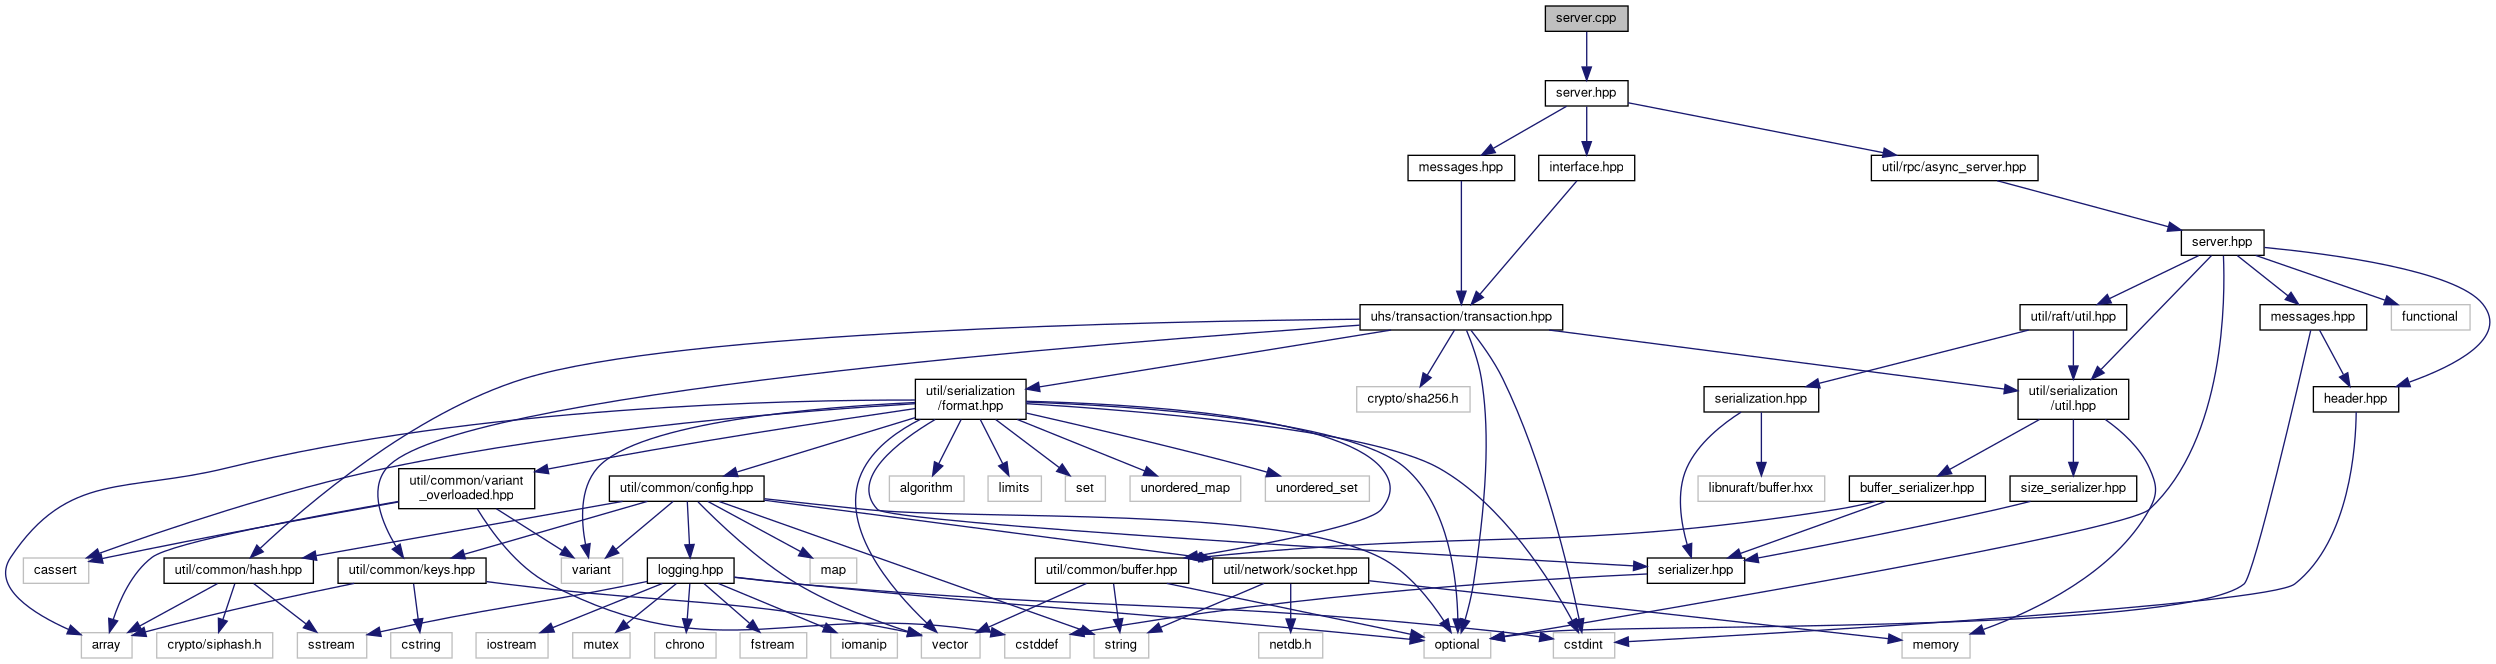 server.cpp
server.hpp
messages.hpp
interface.hpp
util/rpc/async_server.hpp
server.hpp
uhs/transaction/transaction.hpp
util/raft/util.hpp
messages.hpp
functional
util/serialization
/format.hpp
crypto/sha256.h
serialization.hpp
util/serialization
/util.hpp
header.hpp
util/common/variant
_overloaded.hpp
util/common/config.hpp
algorithm
limits
set
unordered_map
unordered_set
libnuraft/buffer.hxx
buffer_serializer.hpp
size_serializer.hpp
cassert
util/common/hash.hpp
util/common/keys.hpp
variant
logging.hpp
map
util/common/buffer.hpp
util/network/socket.hpp
serializer.hpp
array
crypto/siphash.h
sstream
cstring
iostream
mutex
chrono
fstream
iomanip
vector
cstddef
string
netdb.h
optional
cstdint
memory